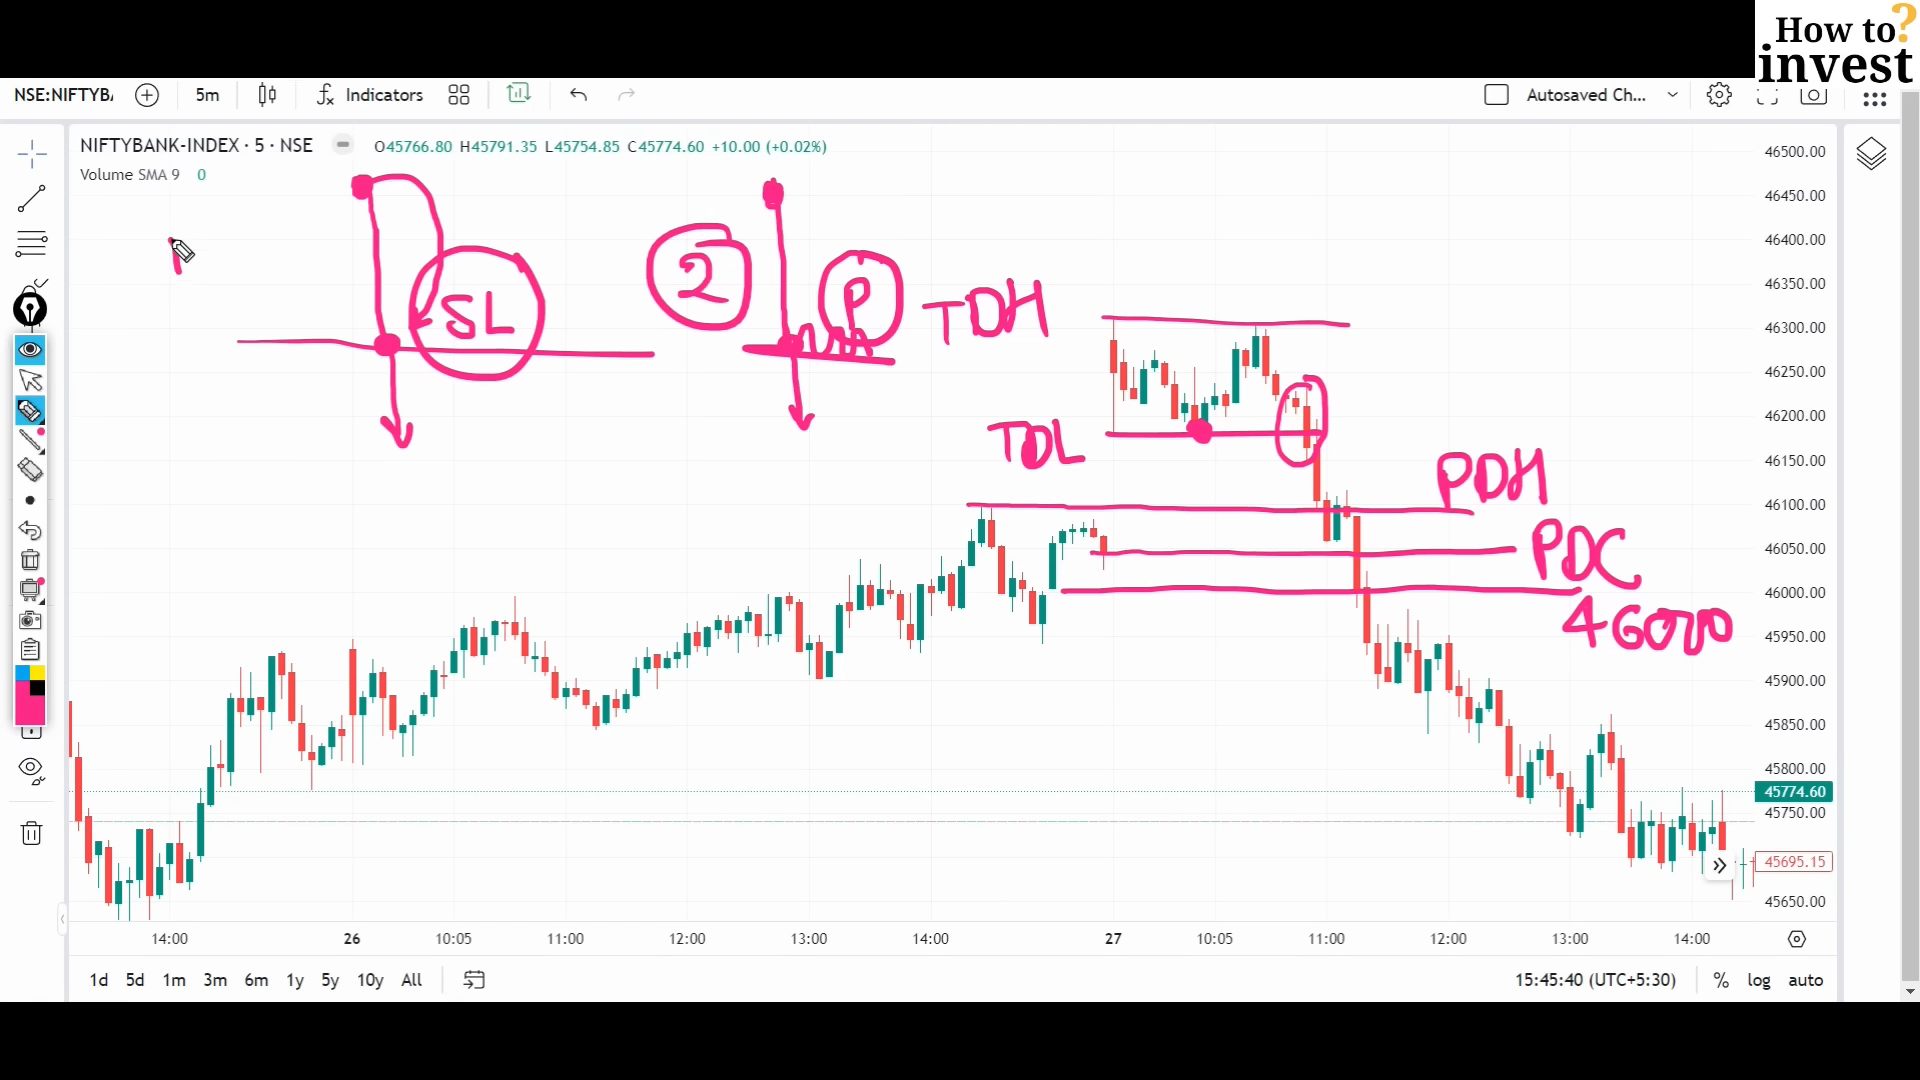 How to?
invest
NSE:NIFTYB
5m
Indicators
Autosaved Ch...
NIFTYBANK-INDEX · 5 · NSE
O45766.80 H45791.35 L45754.85 C45774.60 +10.00 (+0.02%)
Volume SMA 9 0
SL
2
P
TDH
TDL
PDH
PDC
46000
46500.00
46450.00
46400.00
46350.00
46300.00
46250.00
46200.00
46150.00
46100.00
46050.00
46000.00
45950.00
45900.00
45850.00
45800.00
45774.60
45750.00
45695.15
45650.00
14:00 26 10:05 11:00 12:00 13:00 14:00 27 10:05 11:00 12:00 13:00 14:00
1d 5d 1m 3m 6m 1y 5y 10y All
15:45:40 (UTC+5:30) % log auto